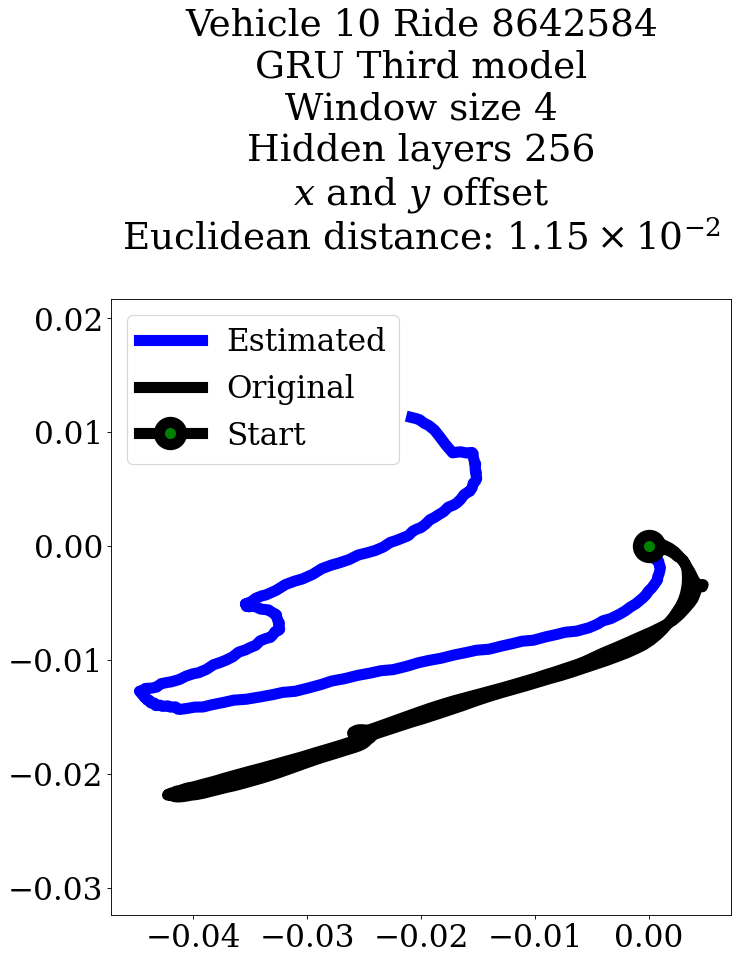 Vehicle 10 Ride 8642584
GRU Third model
Window size 4
Hidden layers 256
x and y offset
Euclidean distance: 1.15 × 10⁻²
Estimated
Original
Start
0.02
0.01
0.00
−0.01
−0.02
−0.03
−0.04 −0.03 −0.02 −0.01 0.00